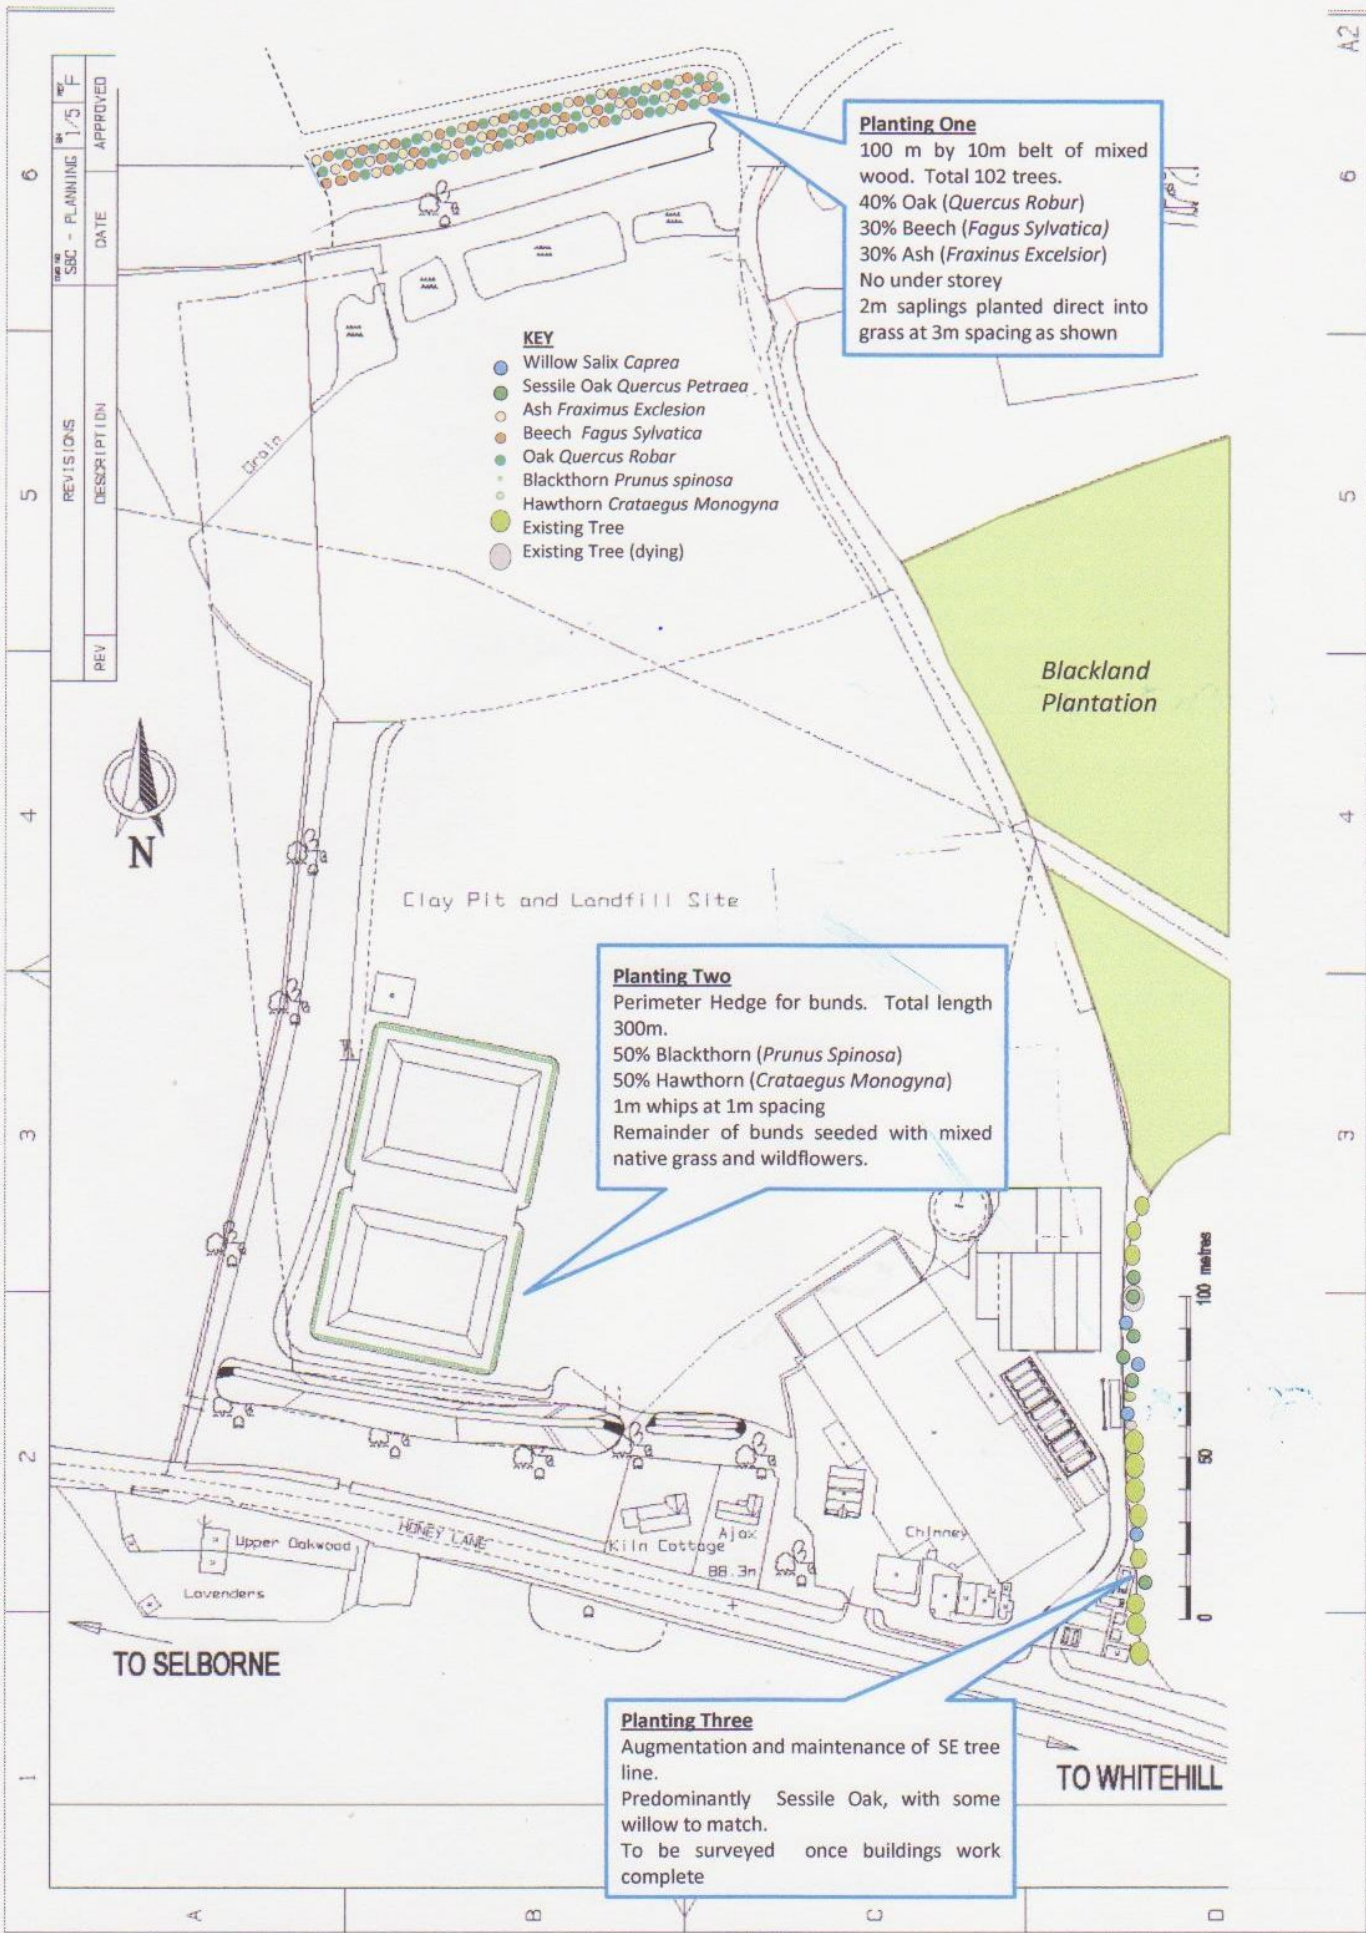 A2
6
5
4
3
2
1
6
5
4
3
A
B
C
D
DWG NO
SBC - PLANNING
SH
1/5
REV
F
REVISIONS
REV
DESCRIPTION
DATE
APPROVED
Planting One
100 m by 10m belt of mixed
wood. Total 102 trees.
40% Oak (Quercus Robur)
30% Beech (Fagus Sylvatica)
30% Ash (Fraxinus Excelsior)
No under storey
2m saplings planted direct into
grass at 3m spacing as shown
KEY
Willow Salix Caprea
Sessile Oak Quercus Petraea
Ash Fraximus Exclesion
Beech Fagus Sylvatica
Oak Quercus Robar
Blackthorn Prunus spinosa
Hawthorn Crataegus Monogyna
Existing Tree
Existing Tree (dying)
Drain
Blackland
Plantation
N
Clay Pit and Landfill Site
Planting Two
Perimeter Hedge for bunds. Total length
300m.
50% Blackthorn (Prunus Spinosa)
50% Hawthorn (Crataegus Monogyna)
1m whips at 1m spacing
Remainder of bunds seeded with mixed
native grass and wildflowers.
100 metres
50
0
HONEY LANE
Upper Oakwood
Lavenders
Kiln Cottage
Ajax
88.3m
Chimney
TO SELBORNE
Planting Three
Augmentation and maintenance of SE tree
line.
Predominantly Sessile Oak, with some
willow to match.
To be surveyed once buildings work
complete
TO WHITEHILL